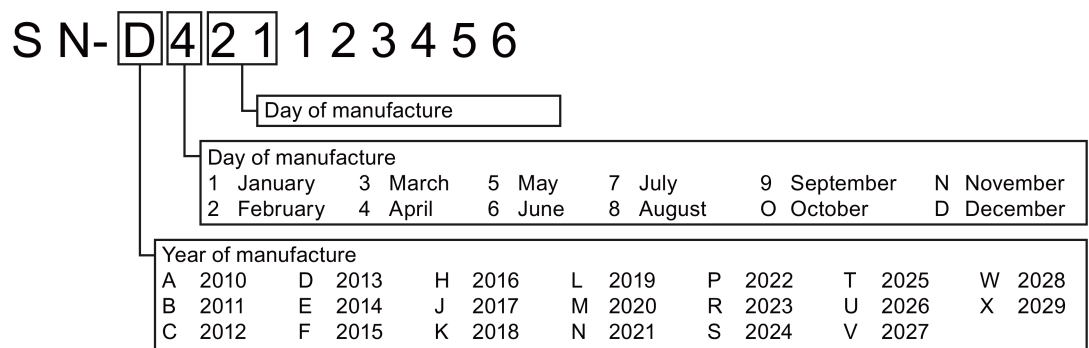 S N- D 4 2 1 1 2 3 4 5 6
Day of manufacture
Day of manufacture
1 January 3 March 5 May 7 July 9 September N November
2 February 4 April 6 June 8 August O October D December
Year of manufacture
A 2010 D 2013 H 2016 L 2019 P 2022 T 2025 W 2028
B 2011 E 2014 J 2017 M 2020 R 2023 U 2026 X 2029
C 2012 F 2015 K 2018 N 2021 S 2024 V 2027